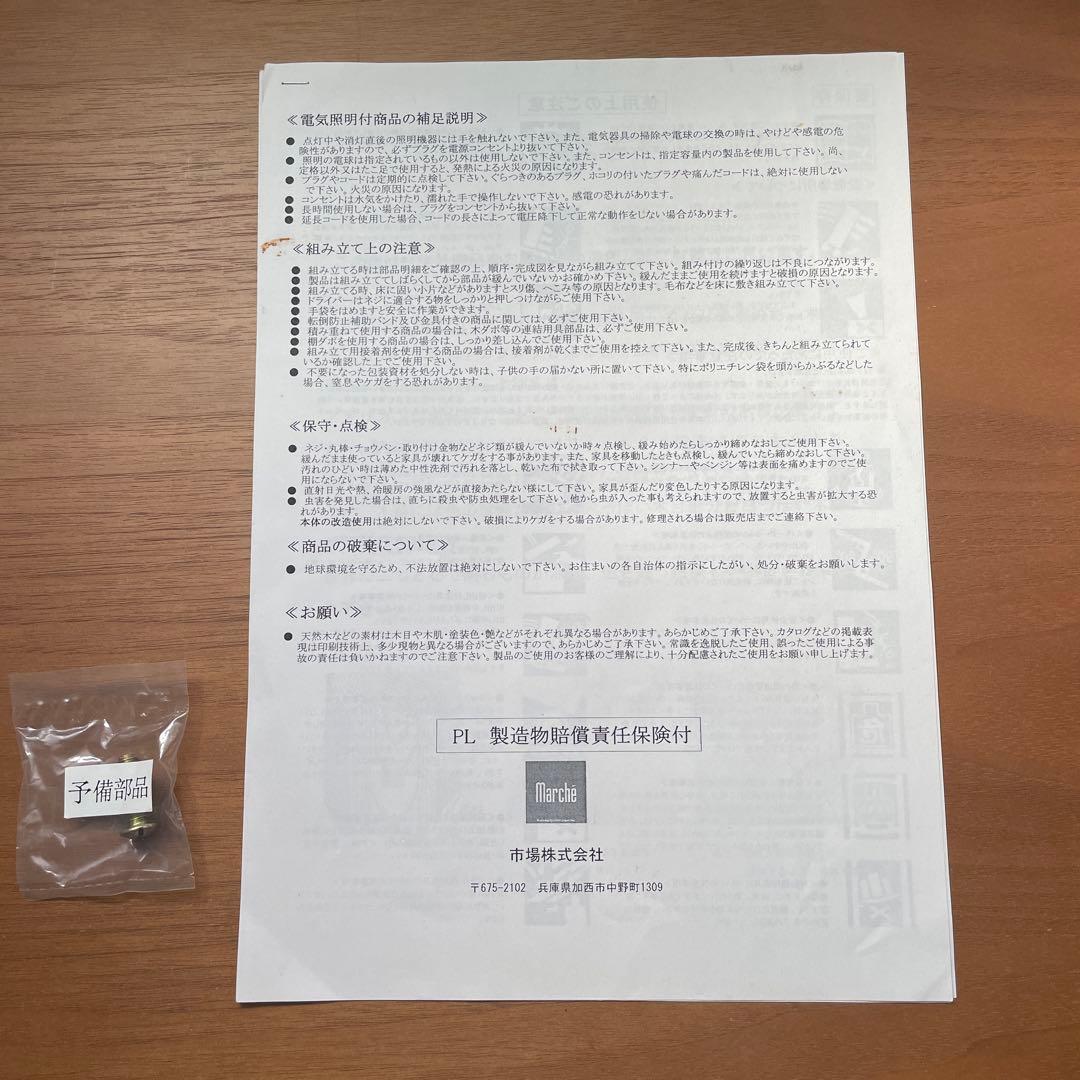 ≪電気照明付商品の補足説明≫
● 点灯中や消灯直後の照明機器には手を触れないで下さい。また、電気器具の掃除や電球の交換の時は、やけどや感電の危
険性がありますので、必ずプラグを電源コンセントより抜いて下さい。
● 照明の電球は指定されているもの以外は使用しないで下さい。また、コンセントは、指定容量内の製品を使用して下さい。尚、
定格以外又はたこ足で使用すると、発熱による火災の原因になります。
● プラグやコードは定期的に点検して下さい。ぐらつきのあるプラグ、ホコリの付いたプラグや痛んだコードは、絶対に使用しない
で下さい。火災の原因になります。
● コンセントは水気をかけたり、濡れた手で操作しないで下さい。感電の恐れがあります。
● 長時間使用しない場合は、プラグをコンセントから抜いて下さい。
● 延長コードを使用した場合、コードの長さによって電圧降下して正常な動作をしない場合があります。
≪組み立て上の注意≫
● 組み立てる時は部品明細をご確認の上、順序・完成図を見ながら組み立てて下さい。組み付けの繰り返しは不良につながります。
● 製品は組み立ててしばらくしてから部品が緩んでいないかお確かめ下さい。緩んだままご使用を続けますと破損の原因となります。
● 組み立てる時、床に固い小片などがありますとスリ傷、へこみ等の原因となります。毛布などを床に敷き組み立てて下さい。
● ドライバーはネジに適合する物をしっかりと押しつけながらご使用下さい。
● 手袋をはめますと安全に作業ができます。
● 転倒防止補助バンド及び金具付きの商品に関しては、必ずご使用下さい。
● 積み重ねて使用する商品の場合は、木ダボ等の連結用具部品は、必ずご使用下さい。
● 棚ダボを使用する商品の場合は、しっかり差し込んでご使用下さい。
● 組み立て用接着剤を使用する商品の場合は、接着剤が乾くまでご使用を控えて下さい。また、完成後、きちんと組み立てられて
いるか確認した上でご使用下さい。
● 不要になった包装資材を処分しない時は、子供の手の届かない所に置いて下さい。特にポリエチレン袋を頭からかぶるなどした
場合、窒息やケガをする恐れがあります。
≪保守・点検≫
● ネジ・丸棒・チョウバン・取り付け金物などネジ類が緩んでいないか時々点検し、緩み始めたらしっかり締めなおしてご使用下さい。
緩んだまま使っていると家具が壊れてケガをする事があります。また、家具を移動したときも点検し、緩んでいたら締めなおして下さい。
汚れのひどい時は薄めた中性洗剤で汚れを落とし、乾いた布で拭き取って下さい。シンナーやベンジン等は表面を痛めますのでご使
用にならないで下さい。
● 直射日光や熱、冷暖房の強風などが直接あたらない様にして下さい。家具が歪んだり変色したりする原因になります。
● 虫害を発見した場合は、直らに殺虫や防虫処理をして下さい。他から虫が入った事も考えられますので、放置すると虫害が拡大する恐
れがあります。
本体の改造使用は絶対にしないで下さい。破損によりケガをする場合があります。修理される場合は販売店までご連絡下さい。
≪商品の破棄について≫
● 地球環境を守るため、不法放置は絶対にしないで下さい。お住まいの各自治体の指示にしたがい、処分・破棄をお願いします。
≪お願い≫
● 天然木などの素材は木目や木肌・塗装色・艶などがそれぞれ異なる場合があります。あらかじめご了承下さい。カタログなどの掲載表
現は印刷技術上、多少現物と異なる場合がございますので、あらかじめご了承下さい。常識を逸脱したご使用、誤ったご使用による事
故の責任は負いかねますのでご注意下さい。製品のご使用のお客様のご理解により、十分配慮されたご使用をお願い申し上げます。
PL 製造物賠償責任保険付
Marché
市場株式会社
〒675-2102 兵庫県加西市中野町1309
予備部品